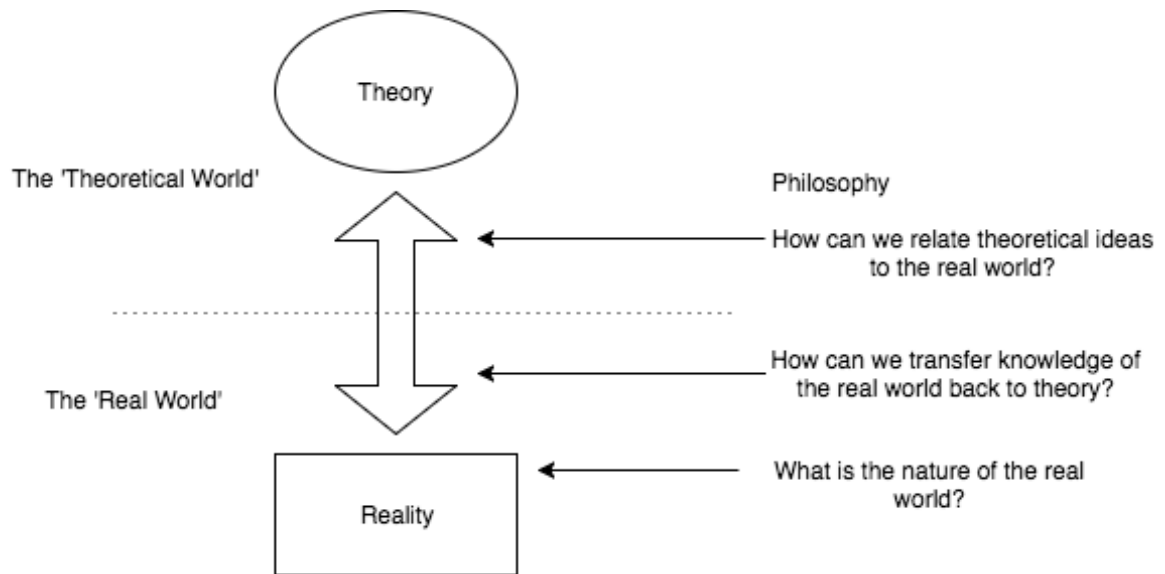 Theory
The 'Theoretical World'
Philosophy
How can we relate theoretical ideas
to the real world?
How can we transfer knowledge of
the real world back to theory?
The 'Real World'
What is the nature of the real
world?
Reality